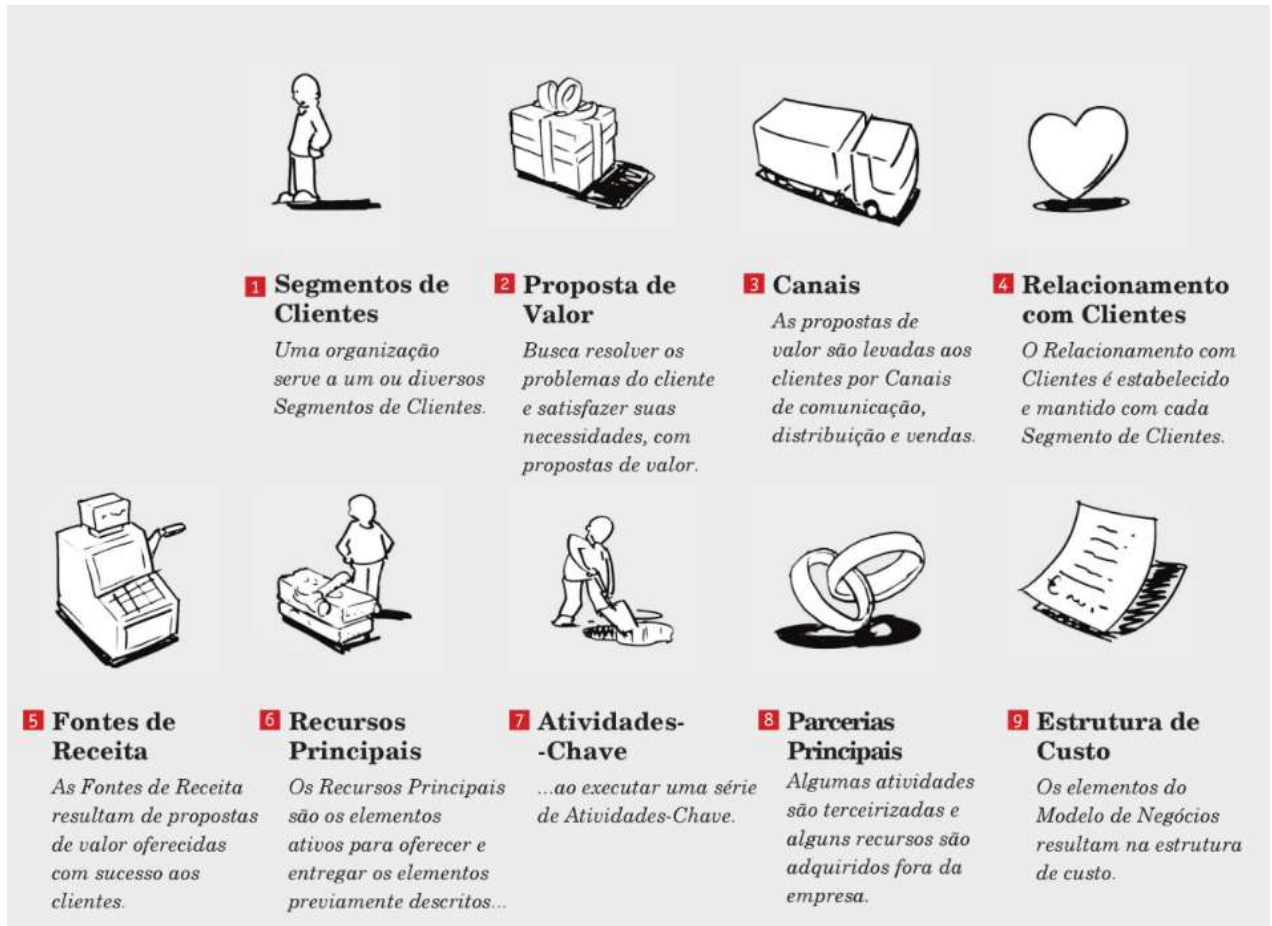 1 Segmentos de
Clientes
Uma organização
serve a um ou diversos
Segmentos de Clientes.
2 Proposta de
Valor
Busca resolver os
problemas do cliente
e satisfazer suas
necessidades, com
propostas de valor.
3 Canais
As propostas de
valor são levadas aos
clientes por Canais
de comunicação,
distribuição e vendas.
4 Relacionamento
com Clientes
O Relacionamento com
Clientes é estabelecido
e mantido com cada
Segmento de Clientes.
5 Fontes de
Receita
As Fontes de Receita
resultam de propostas
de valor oferecidas
com sucesso aos
clientes.
6 Recursos
Principais
Os Recursos Principais
são os elementos
ativos para oferecer e
entregar os elementos
previamente descritos...
7 Atividades-
-Chave
...ao executar uma série
de Atividades-Chave.
8 Parcerias
Principais
Algumas atividades
são terceirizadas e
alguns recursos são
adquiridos fora da
empresa.
9 Estrutura de
Custo
Os elementos do
Modelo de Negócios
resultam na estrutura
de custo.